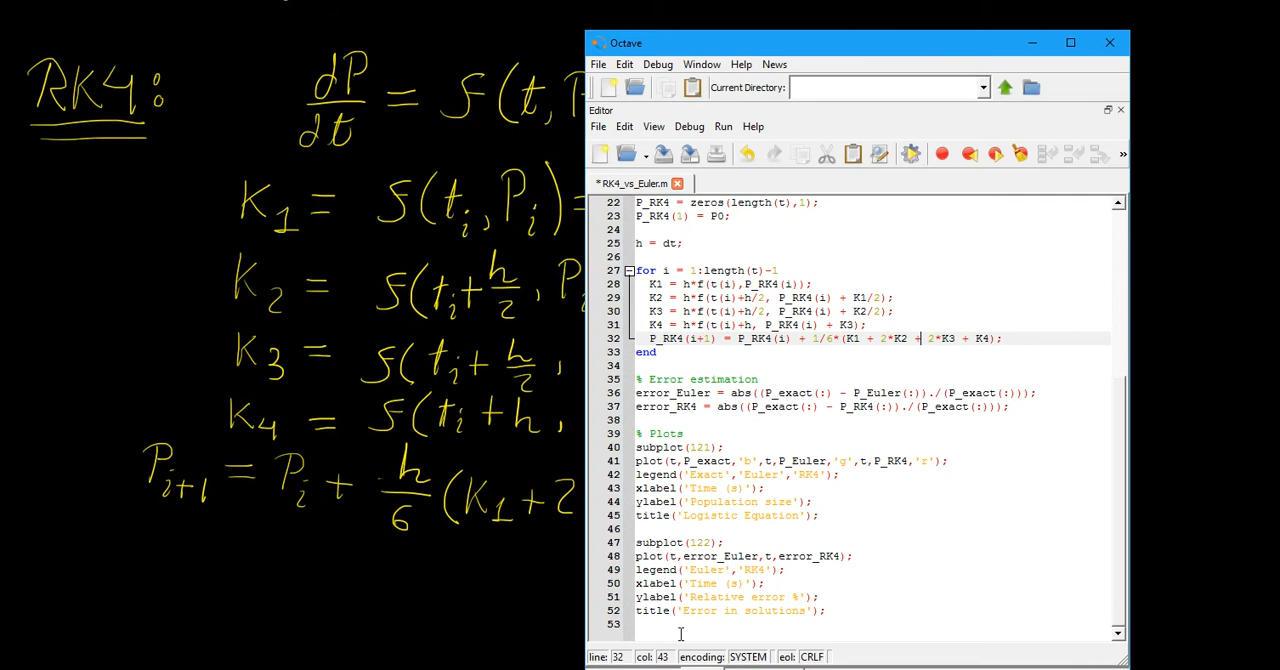 RK4:
dP/dt = f(t, P
K1 = f(ti, Pi) =
K2 = f(ti + h/2, Pi
K3 = f(ti + h/2,
K4 = f(ti + h,
Pi+1 = Pi + h/6 (K1 + 2
Octave
File Edit Debug Window Help News
Current Directory:
Editor
File Edit View Debug Run Help
»
*RK4_vs_Euler.m
22 P_RK4 = zeros(length(t),1);
23 P_RK4(1) = P0;
24
25 h = dt;
26
27 for i = 1:length(t)-1
28 K1 = h*f(t(i),P_RK4(i));
29 K2 = h*f(t(i)+h/2, P_RK4(i) + K1/2);
30 K3 = h*f(t(i)+h/2, P_RK4(i) + K2/2);
31 K4 = h*f(t(i)+h, P_RK4(i) + K3);
32 P_RK4(i+1) = P_RK4(i) + 1/6*(K1 + 2*K2 + 2*K3 + K4);
33 end
34
35 % Error estimation
36 error_Euler = abs((P_exact(:) - P_Euler(:))./(P_exact(:)));
37 error_RK4 = abs((P_exact(:) - P_RK4(:))./(P_exact(:)));
38
39 % Plots
40 subplot(121);
41 plot(t,P_exact,'b',t,P_Euler,'g',t,P_RK4,'r');
42 legend('Exact','Euler','RK4');
43 xlabel('Time (s)');
44 ylabel('Population size');
45 title('Logistic Equation');
46
47 subplot(122);
48 plot(t,error_Euler,t,error_RK4);
49 legend('Euler','RK4');
50 xlabel('Time (s)');
51 ylabel('Relative error %');
52 title('Error in solutions');
53
line: 32 col: 43 encoding: SYSTEM eol: CRLF